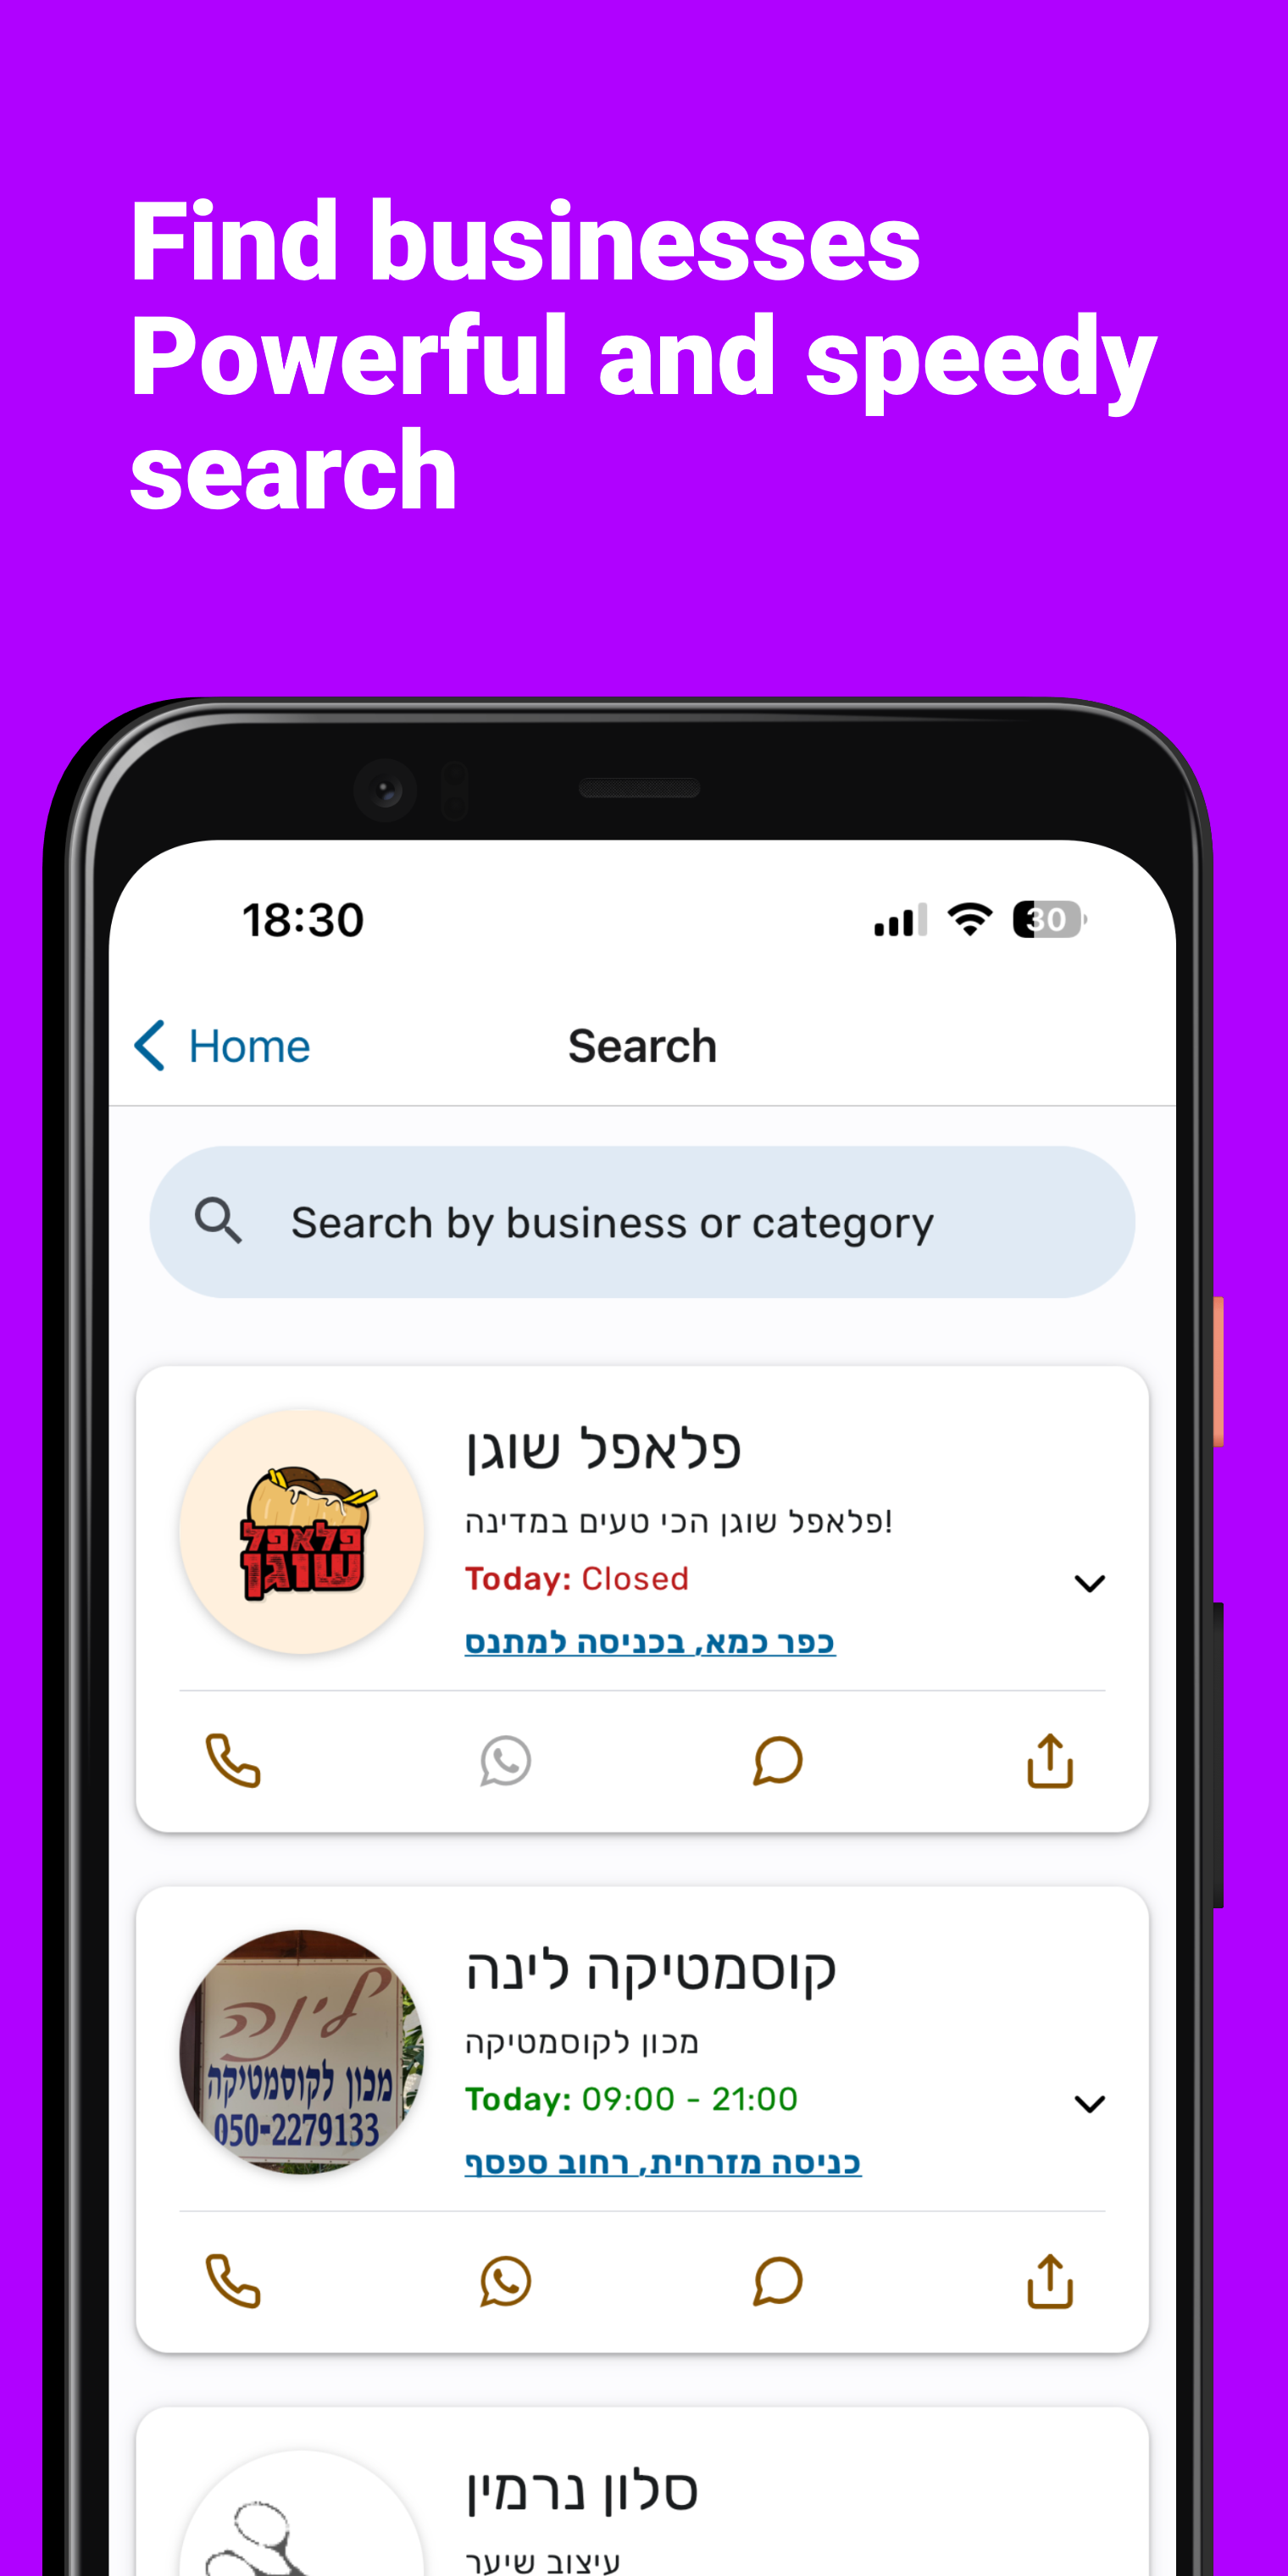 Find businesses
Powerful and speedy
search
18:30
30
Home
Search
Search by business or category
פלאפל
שוגן
פלאפל שוגן
פלאפל שוגן הכי טעים במדינה!
Today: Closed
כפר כמא, בכניסה למתנס
לינה
מכון לקוסמטיקה
050-2279133
קוסמטיקה לינה
מכון לקוסמטיקה
Today: 09:00 - 21:00
כניסה מזרחית, רחוב ספסף
סלון נרמין
עיצוב שיער